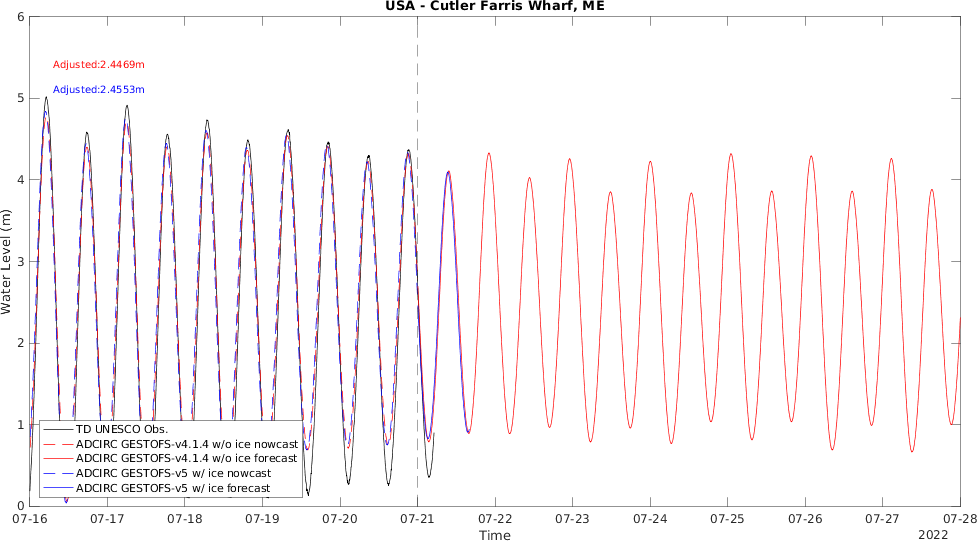 USA - Cutler Farris Wharf, ME
6
Adjusted:2.4469m
Adjusted:2.4553m
5
4
3
2
1
0
Water Level (m)
TD UNESCO Obs.
ADCIRC GESTOFS-v4.1.4 w/o ice nowcast
ADCIRC GESTOFS-v4.1.4 w/o ice forecast
ADCIRC GESTOFS-v5 w/ ice nowcast
ADCIRC GESTOFS-v5 w/ ice forecast
07-16 07-17 07-18 07-19 07-20 07-21 07-22 07-23 07-24 07-25 07-26 07-27 07-28
Time
2022